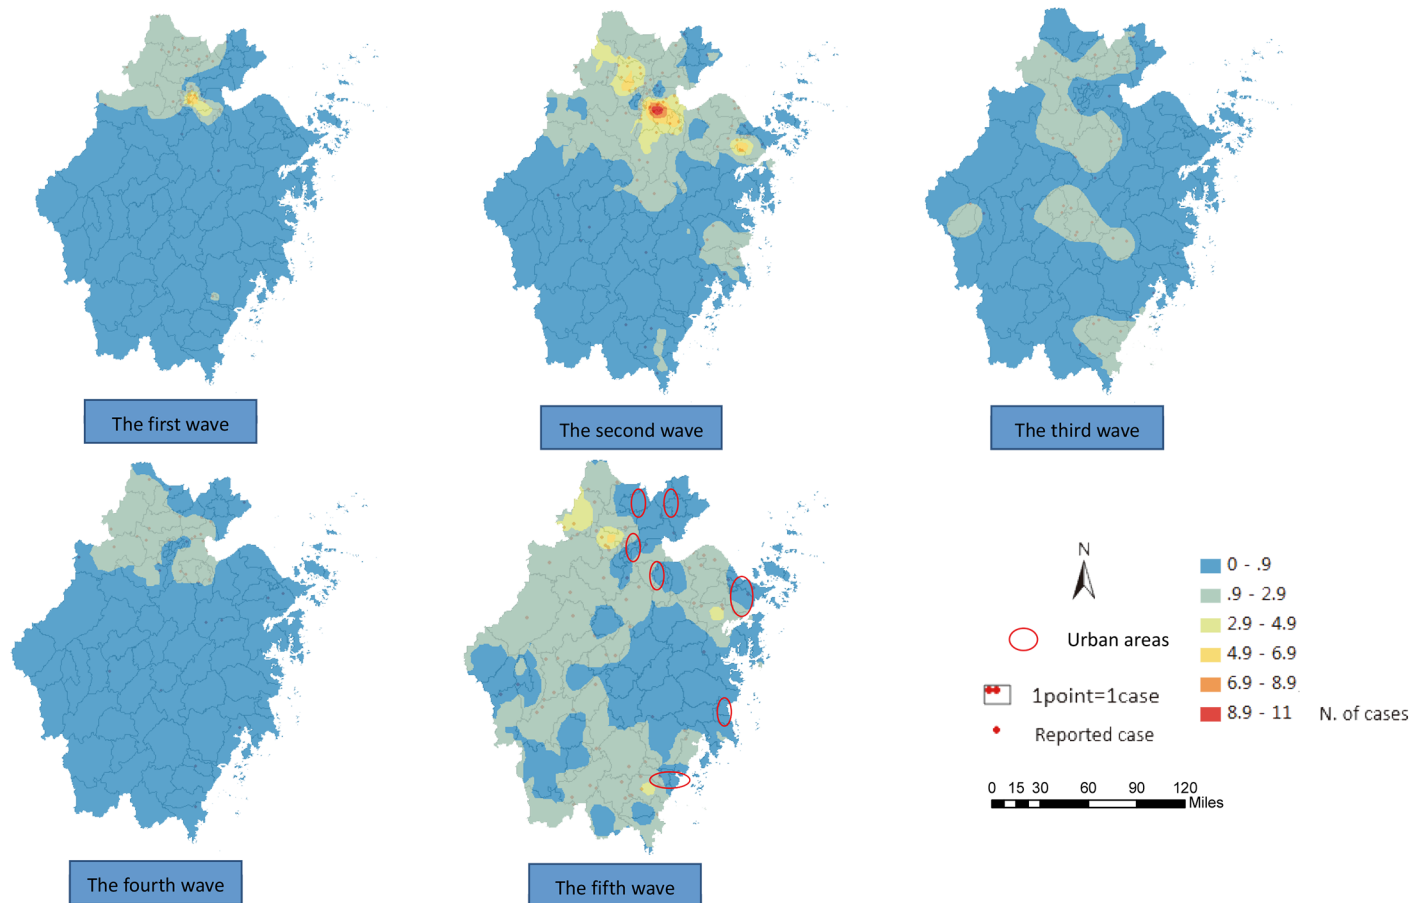 The first wave
The second wave
The third wave
The fourth wave
The fifth wave
N
Urban areas
1point=1case
Reported case
0 - .9
.9 - 2.9
2.9 - 4.9
4.9 - 6.9
6.9 - 8.9
8.9 - 11 N. of cases
0 15 30 60 90 120
Miles